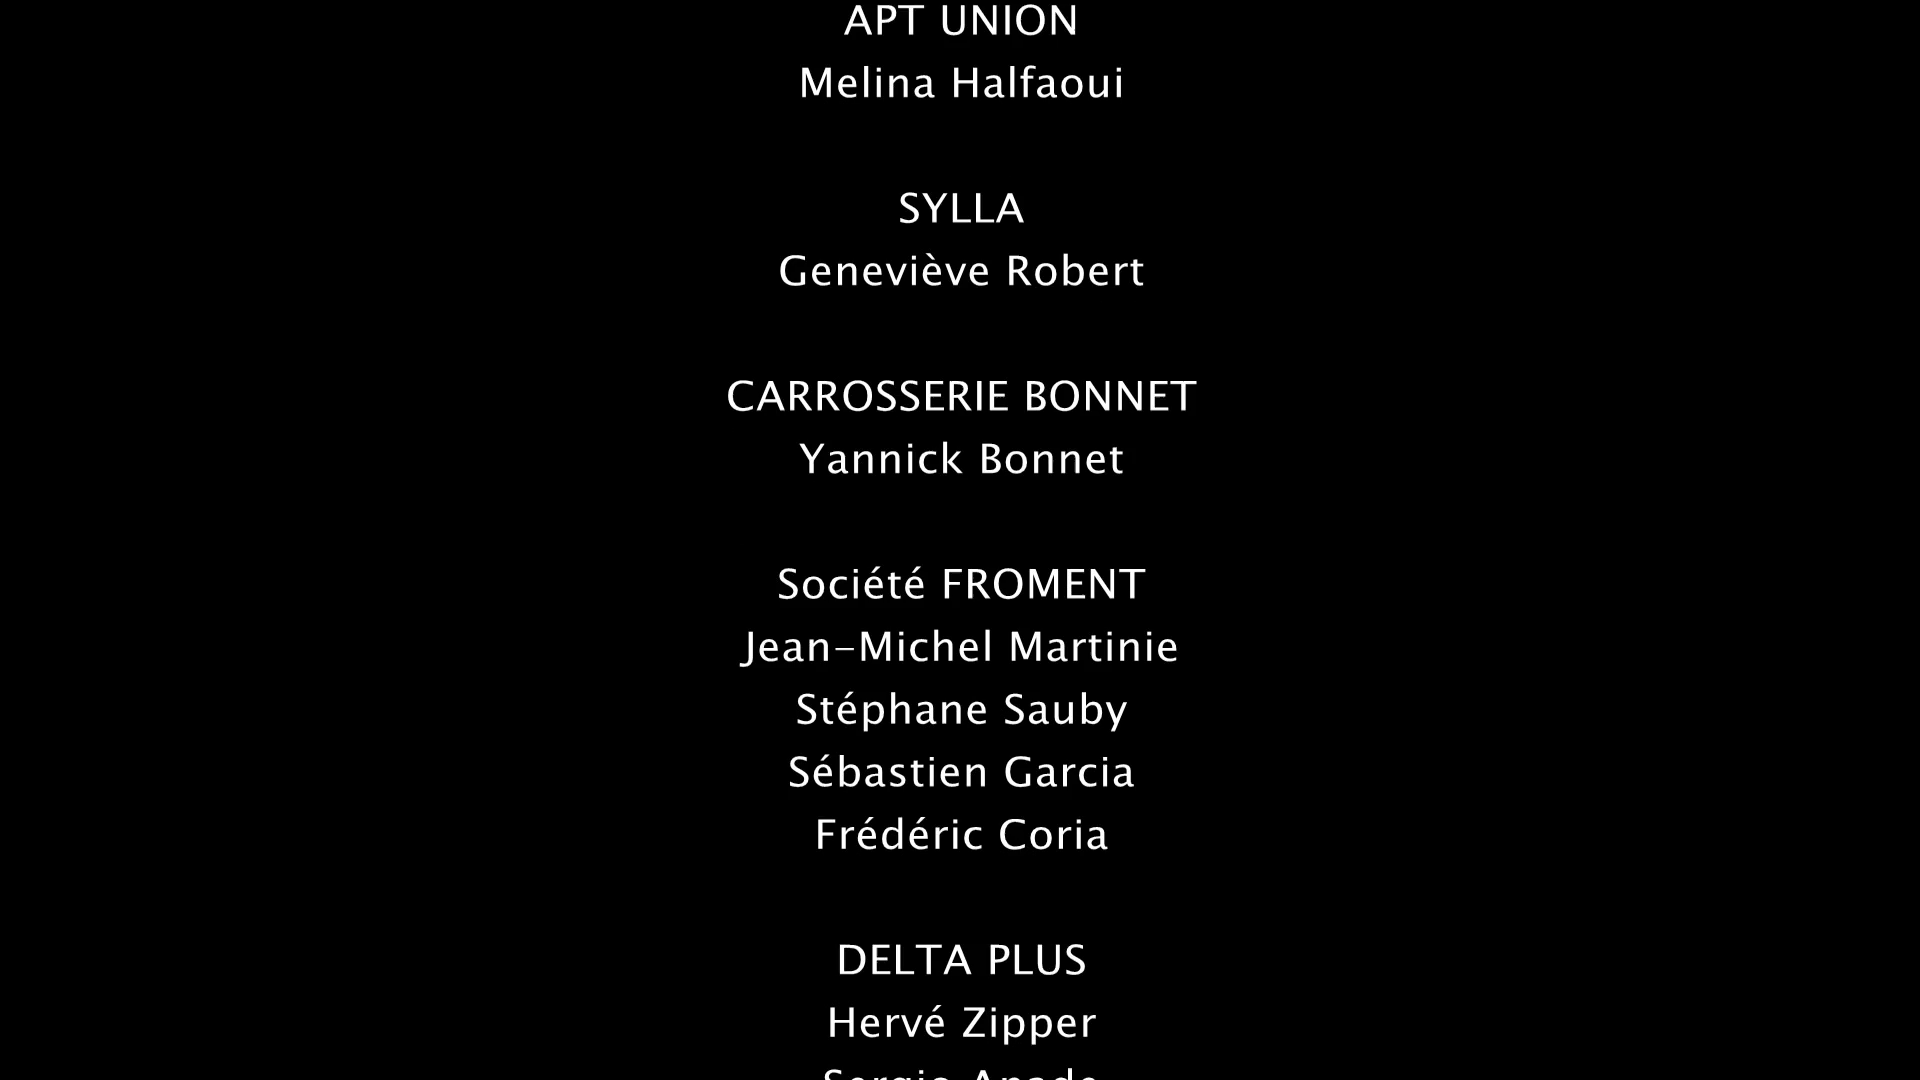 APT UNION
Melina Halfaoui
SYLLA
Geneviève Robert
CARROSSERIE BONNET
Yannick Bonnet
Société FROMENT
Jean-Michel Martinie
Stéphane Sauby
Sébastien Garcia
Frédéric Coria
DELTA PLUS
Hervé Zipper